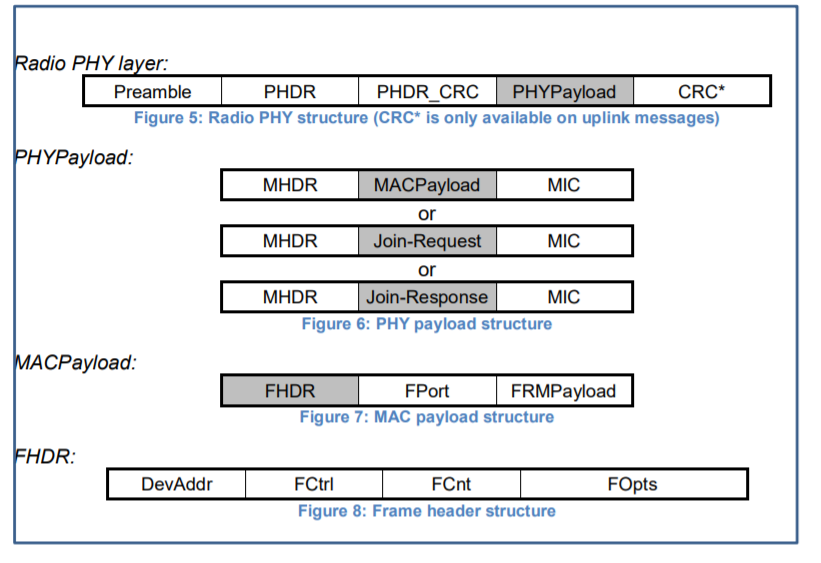 Radio PHY layer:
Preamble PHDR PHDR_CRC PHYPayload CRC*
Figure 5: Radio PHY structure (CRC* is only available on uplink messages)
PHYPayload:
MHDR MACPayload MIC
or
MHDR Join-Request MIC
or
MHDR Join-Response MIC
Figure 6: PHY payload structure
MACPayload:
FHDR FPort FRMPayload
Figure 7: MAC payload structure
FHDR:
DevAddr FCtrl FCnt FOpts
Figure 8: Frame header structure